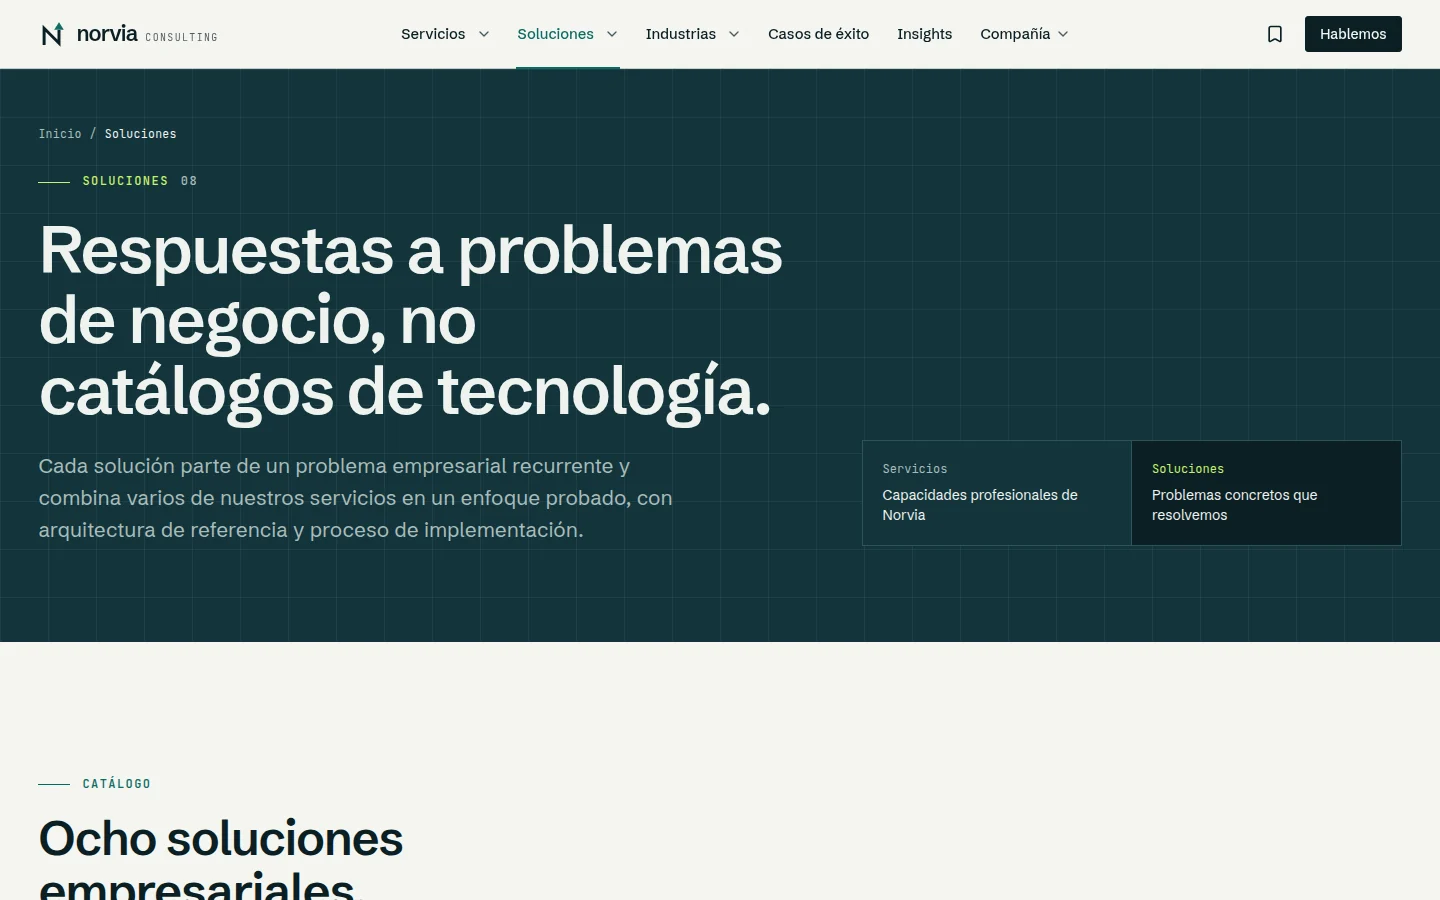 norvia CONSULTING
Servicios
Soluciones
Industrias
Casos de éxito
Insights
Compañía
Hablemos
Inicio / Soluciones
SOLUCIONES 08
Respuestas a problemas
de negocio, no
catálogos de tecnología.
Cada solución parte de un problema empresarial recurrente y
combina varios de nuestros servicios en un enfoque probado, con
arquitectura de referencia y proceso de implementación.
Servicios
Capacidades profesionales de
Norvia
Soluciones
Problemas concretos que
resolvemos
CATÁLOGO
Ocho soluciones
empresariales.